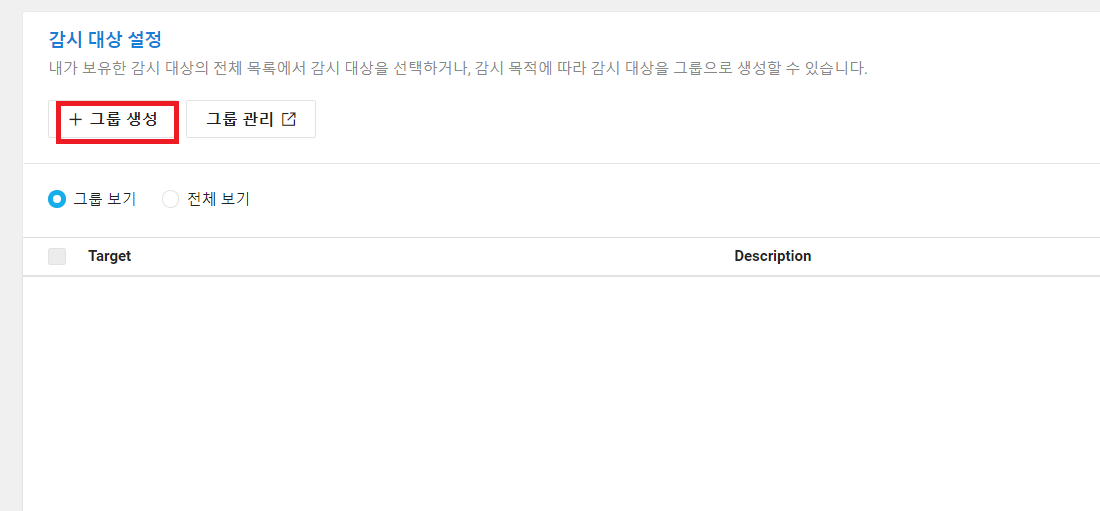 감시 대상 설정
내가 보유한 감시 대상의 전체 목록에서 감시 대상을 선택하거나, 감시 목적에 따라 감시 대상을 그룹으로 생성할 수 있습니다.
+ 그룹 생성 그룹 관리
그룹 보기 전체 보기
Target Description